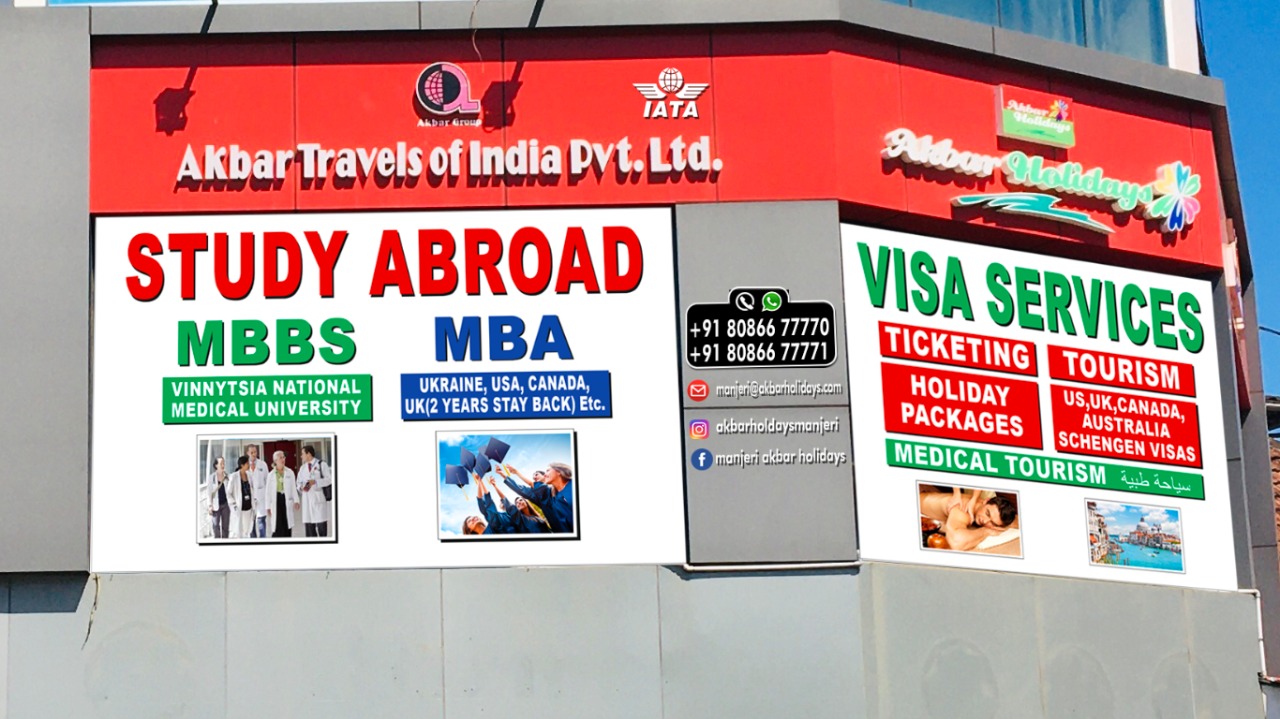 Akbar Group
IATA
Akbar Travels of India Pvt. Ltd.
Akbar
Holidays
Akbar Holidays
STUDY ABROAD
MBBS
VINNYTSIA NATIONAL
MEDICAL UNIVERSITY
MBA
UKRAINE, USA, CANADA,
UK(2 YEARS STAY BACK) Etc.
+91 80866 77770
+91 80866 77771
manjeri@akbarholidays.com
akbarholdaysmanjeri
manjeri akbar holidays
VISA SERVICES
TICKETING
TOURISM
HOLIDAY
PACKAGES
US,UK,CANADA,
AUSTRALIA
SCHENGEN VISAS
MEDICAL TOURISM سياحة طبية